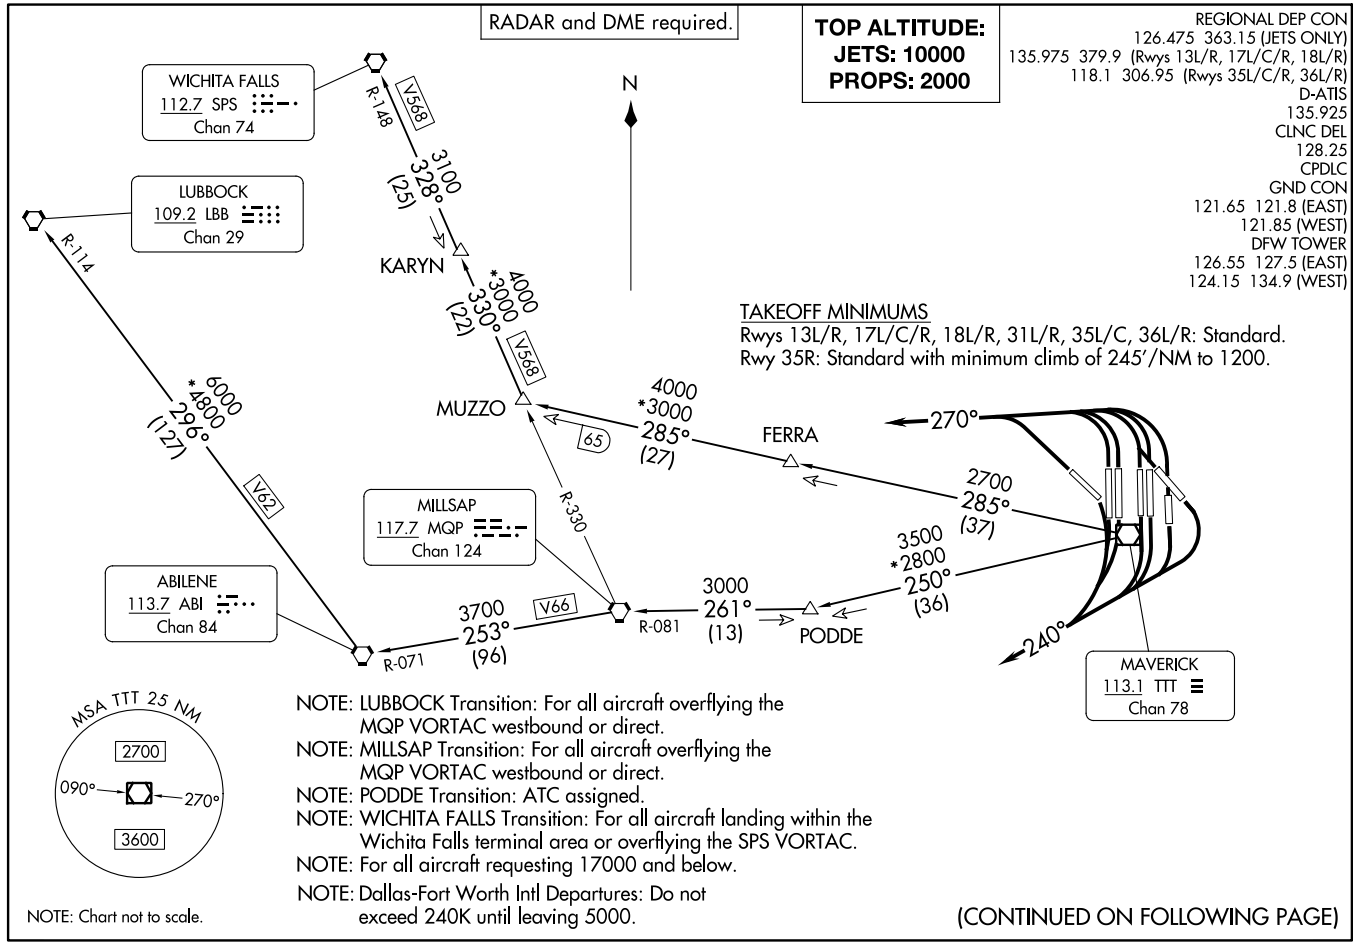 RADAR and DME required.
TOP ALTITUDE:
JETS: 10000
PROPS: 2000
REGIONAL DEP CON
126.475 363.15 (JETS ONLY)
135.975 379.9 (Rwys 13L/R, 17L/C/R, 18L/R)
118.1 306.95 (Rwys 35L/C/R, 36L/R)
D-ATIS
135.925
CLNC DEL
128.25
CPDLC
GND CON
121.65 121.8 (EAST)
121.85 (WEST)
DFW TOWER
126.55 127.5 (EAST)
124.15 134.9 (WEST)
WICHITA FALLS
112.7 SPS
Chan 74
R-148
V568
3100
328°
(25)
N
LUBBOCK
109.2 LBB
Chan 29
R-114
KARYN
4000
*3000
330°
(22)
V568
TAKEOFF MINIMUMS
Rwys 13L/R, 17L/C/R, 18L/R, 31L/R, 35L/C, 36L/R: Standard.
Rwy 35R: Standard with minimum climb of 245'/NM to 1200.
6000
*4800
296°
(127)
V62
MUZZO
65
4000
*3000
285°
(27)
FERRA
270°
2700
285°
(37)
R-330
MILLSAP
117.7 MQP
Chan 124
3500
*2800
250°
(36)
ABILENE
113.7 ABI
Chan 84
R-071
3700
253°
(96)
V66
R-081
3000
261°
(13)
PODDE
240°
MAVERICK
113.1 TTT
Chan 78
MSA TTT 25 NM
2700
090°
270°
3600
NOTE: LUBBOCK Transition: For all aircraft overflying the
MQP VORTAC westbound or direct.
NOTE: MILLSAP Transition: For all aircraft overflying the
MQP VORTAC westbound or direct.
NOTE: PODDE Transition: ATC assigned.
NOTE: WICHITA FALLS Transition: For all aircraft landing within the
Wichita Falls terminal area or overflying the SPS VORTAC.
NOTE: For all aircraft requesting 17000 and below.
NOTE: Dallas-Fort Worth Intl Departures: Do not
exceed 240K until leaving 5000.
NOTE: Chart not to scale.
(CONTINUED ON FOLLOWING PAGE)